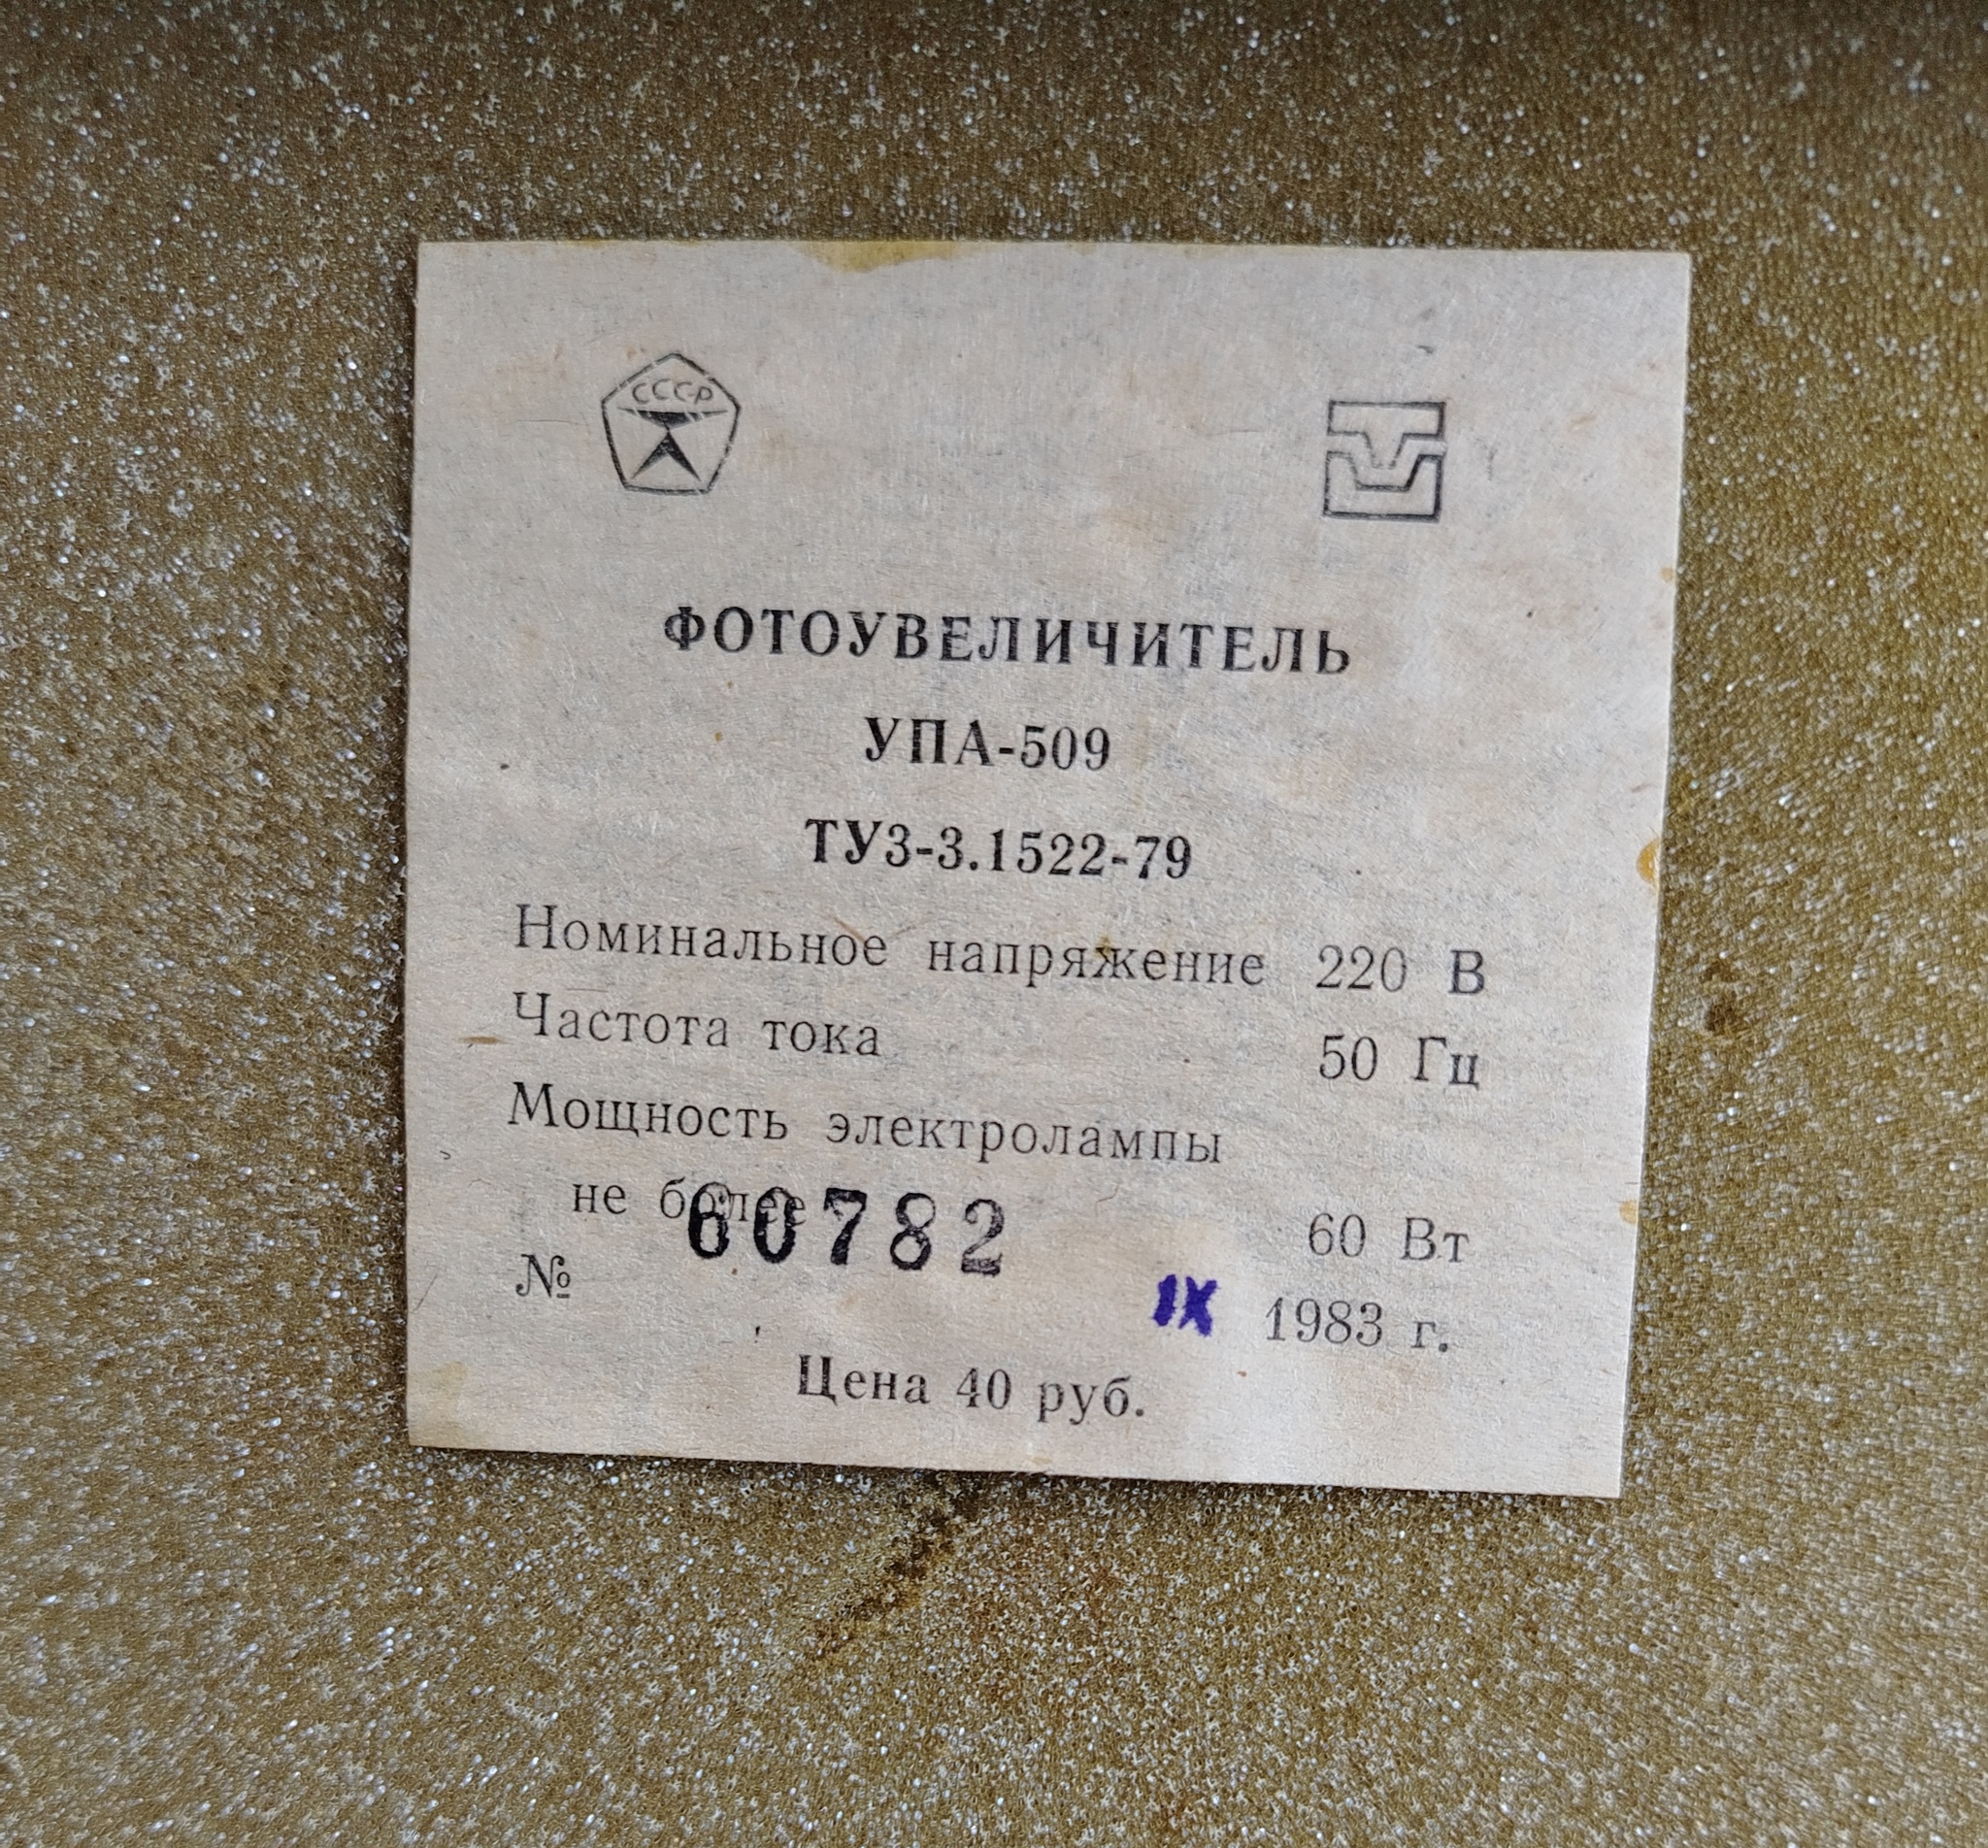 СССР
ФОТОУВЕЛИЧИТЕЛЬ
УПА-509
ТУ3-3.1522-79
Номинальное напряжение 220 В
Частота тока 50 Гц
Мощность электролампы
не более 60 Вт
№ 60782 IX 1983 г.
Цена 40 руб.